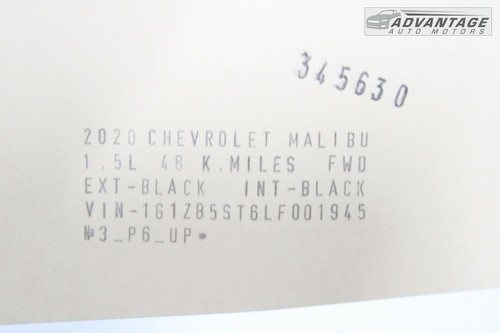 ADVANTAGE
AUTO MOTORS
345630
2020 CHEVROLET MALIBU
1.5L 48 K.MILES FWD
EXT-BLACK INT-BLACK
VIN-1G1ZB5ST6LF001945
№3_P6_UP*